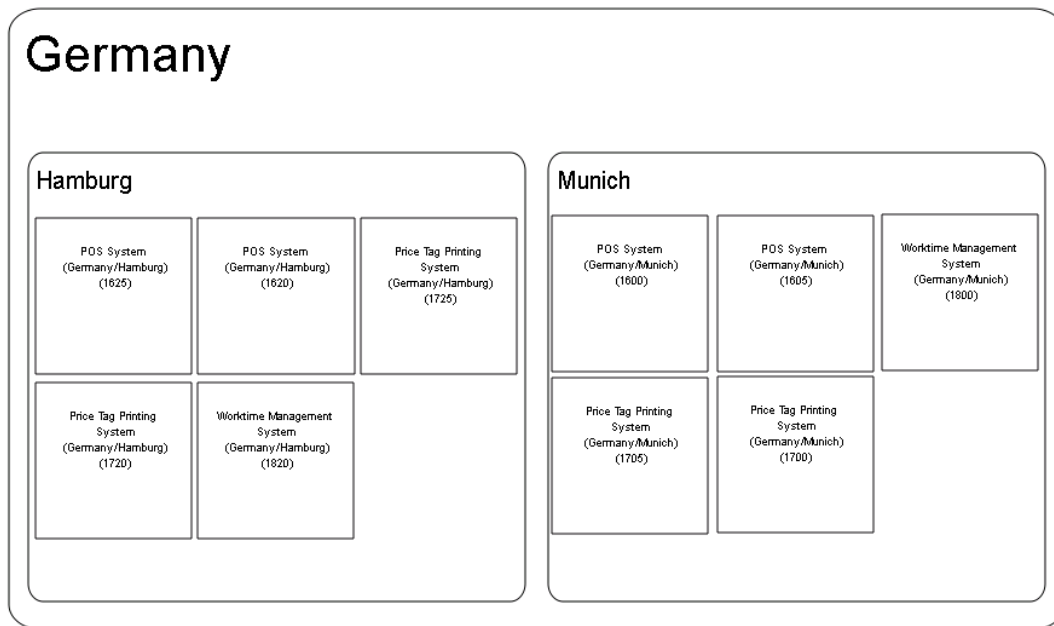 Germany
Hamburg
POS System
(Germany/Hamburg)
(1625)
POS System
(Germany/Hamburg)
(1620)
Price Tag Printing
System
(Germany/Hamburg)
(1725)
Price Tag Printing
System
(Germany/Hamburg)
(1720)
Worktime Management
System
(Germany/Hamburg)
(1820)
Munich
POS System
(Germany/Munich)
(1600)
POS System
(Germany/Munich)
(1605)
Worktime Management
System
(Germany/Munich)
(1800)
Price Tag Printing
System
(Germany/Munich)
(1705)
Price Tag Printing
System
(Germany/Munich)
(1700)